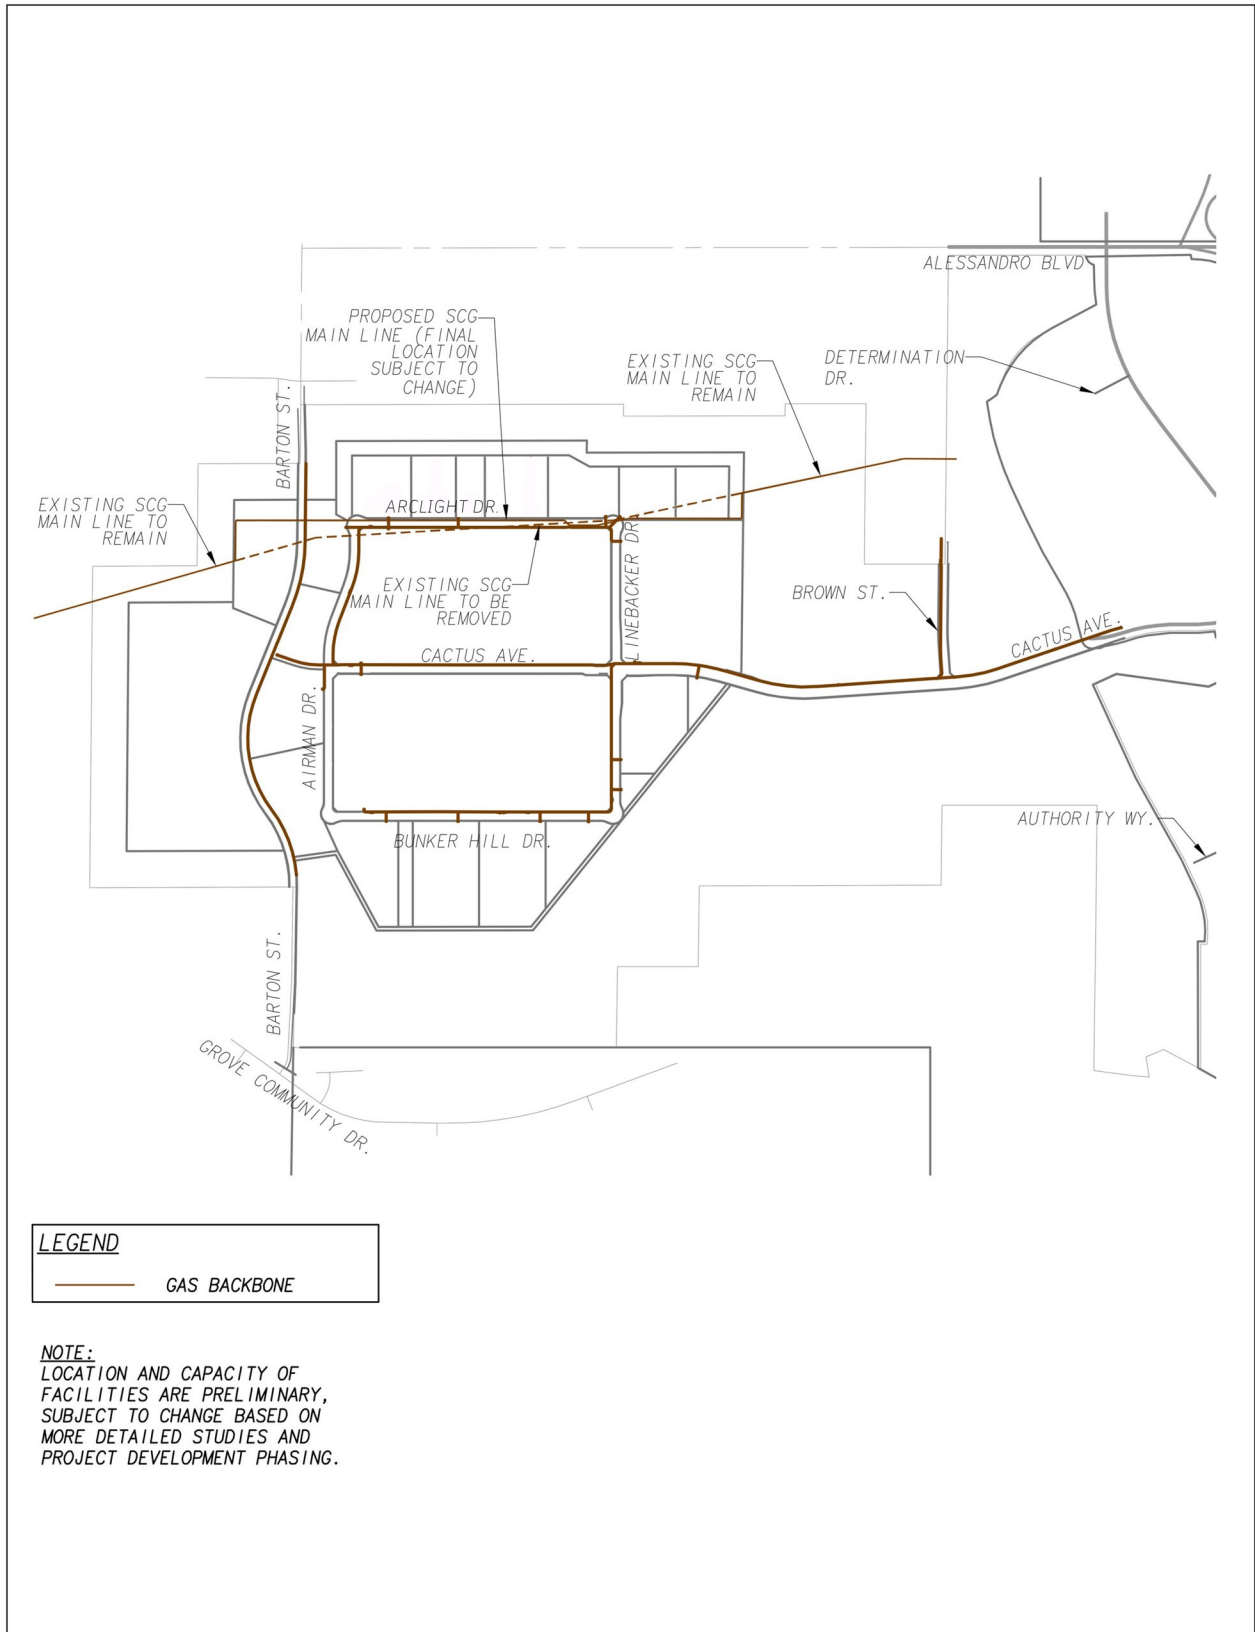 ALESSANDRO BLVD
PROPOSED SCG
MAIN LINE (FINAL
LOCATION
SUBJECT TO
CHANGE)
EXISTING SCG
MAIN LINE TO
REMAIN
DETERMINATION
DR.
BARTON ST.
EXISTING SCG
MAIN LINE TO
REMAIN
ARCLIGHT DR.
LINEBACKER DR.
EXISTING SCG
MAIN LINE TO BE
REMOVED
BROWN ST.
CACTUS AVE.
CACTUS AVE.
AIRMAN DR.
AUTHORITY WY.
BUNKER HILL DR.
BARTON ST.
GROVE COMMUNITY DR.
LEGEND
GAS BACKBONE
NOTE:
LOCATION AND CAPACITY OF
FACILITIES ARE PRELIMINARY,
SUBJECT TO CHANGE BASED ON
MORE DETAILED STUDIES AND
PROJECT DEVELOPMENT PHASING.